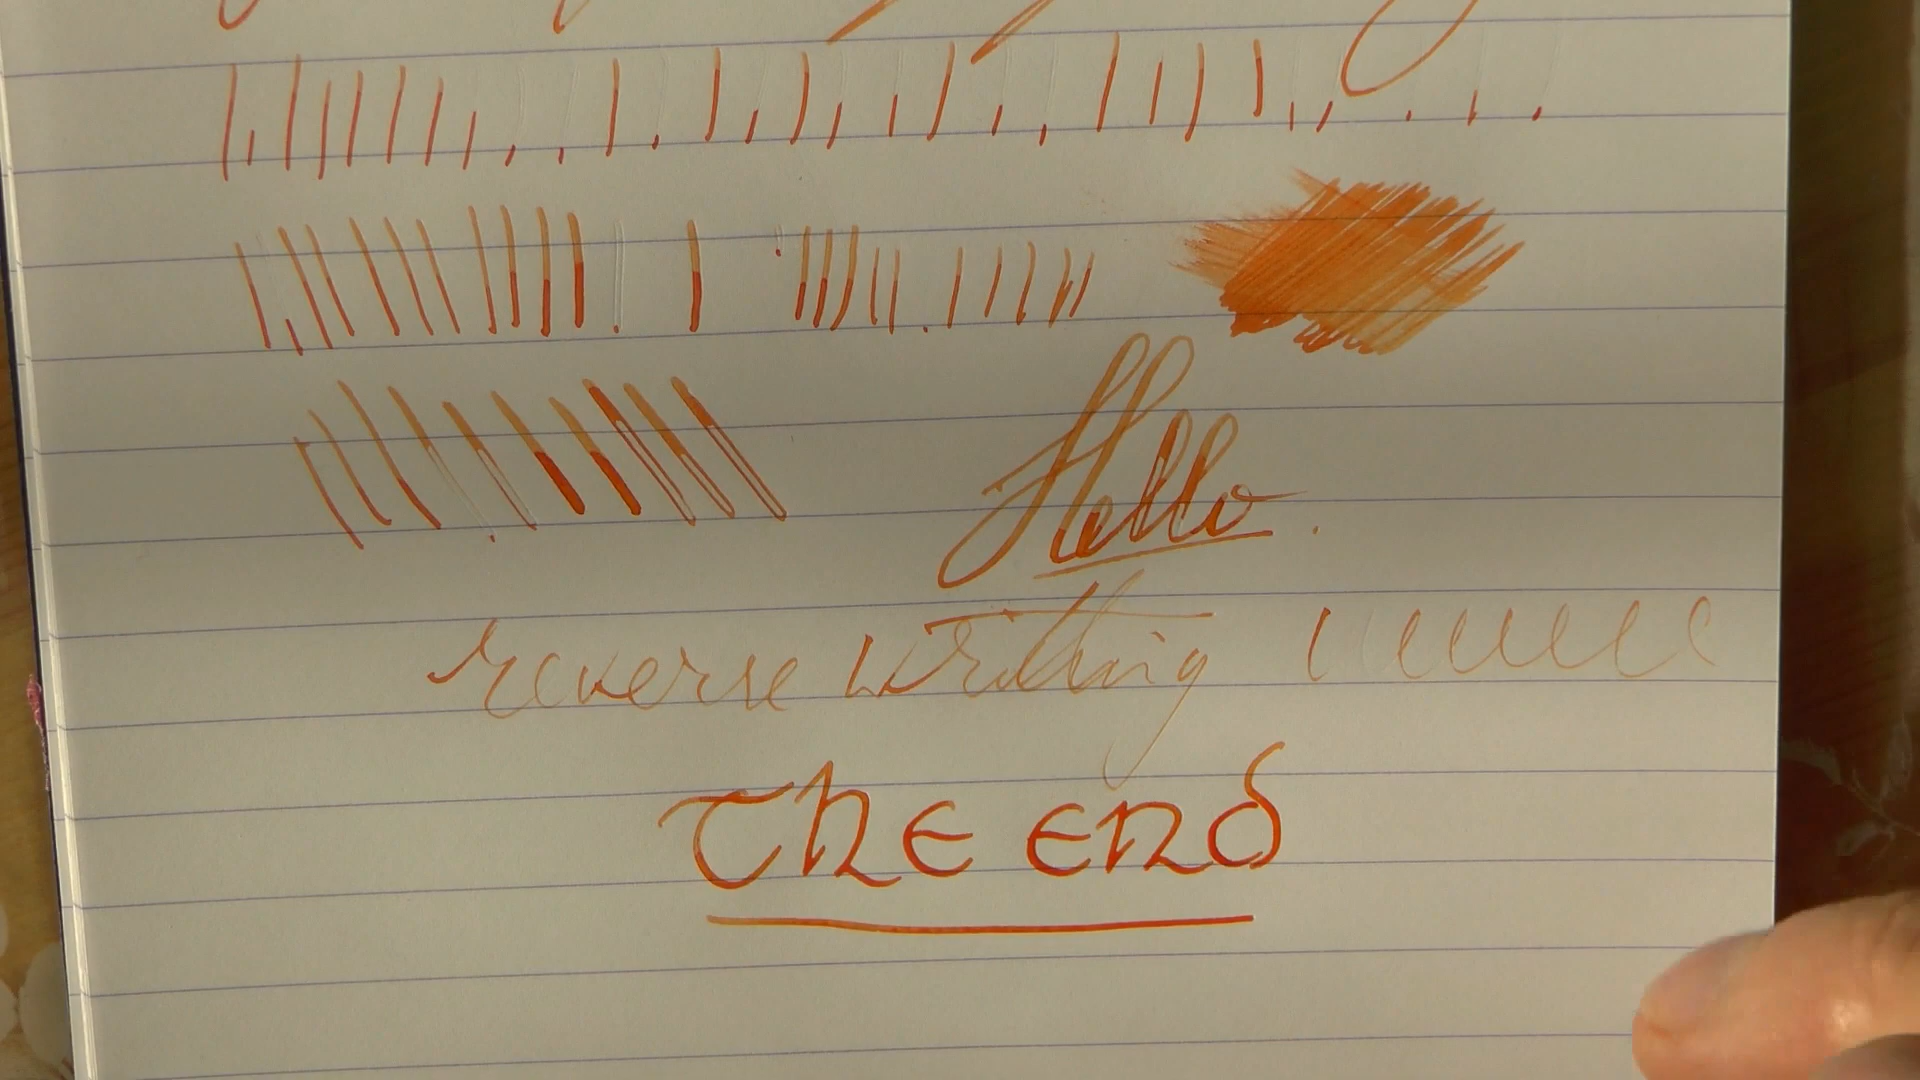 Hello.
reverse writing
The end